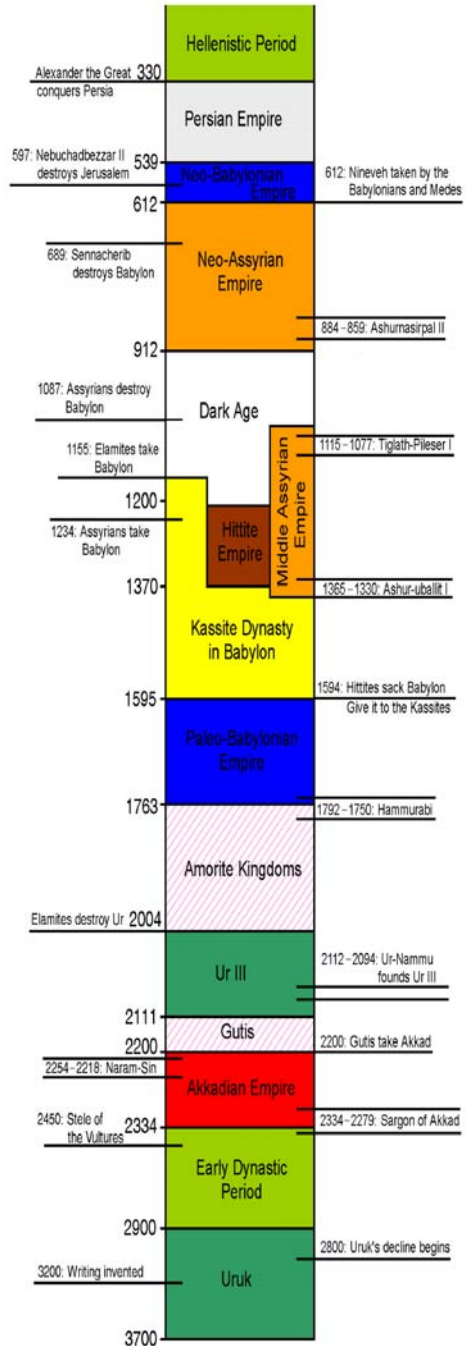 Hellenistic Period
Alexander the Great 330
conquers Persia
Persian Empire
539
597: Nebuchadbezzar II
destroys Jerusalem
Neo-Babylonian
Empire
612: Nineveh taken by the
Babylonians and Medes
612
689: Sennacherib
destroys Babylon
Neo-Assyrian
Empire
884–859: Ashurnasirpal II
912
1087: Assyrians destroy
Babylon
Dark Age
1115–1077: Tiglath-Pileser I
1155: Elamites take
Babylon
1200
1234: Assyrians take
Babylon
Hittite
Empire
Middle Assyrian
Empire
1370
1365–1330: Ashur-uballit I
Kassite Dynasty
in Babylon
1595
1594: Hittites sack Babylon
Give it to the Kassites
Paleo-Babylonian
Empire
1763
1792–1750: Hammurabi
Amorite Kingdoms
Elamites destroy Ur 2004
Ur III
2112–2094: Ur-Nammu
founds Ur III
2111
Gutis
2200
2200: Gutis take Akkad
2254–2218: Naram-Sin
Akkadian Empire
2334
2334–2279: Sargon of Akkad
2450: Stele of
the Vultures
Early Dynastic
Period
2900
2800: Uruk's decline begins
3200: Writing invented
Uruk
3700